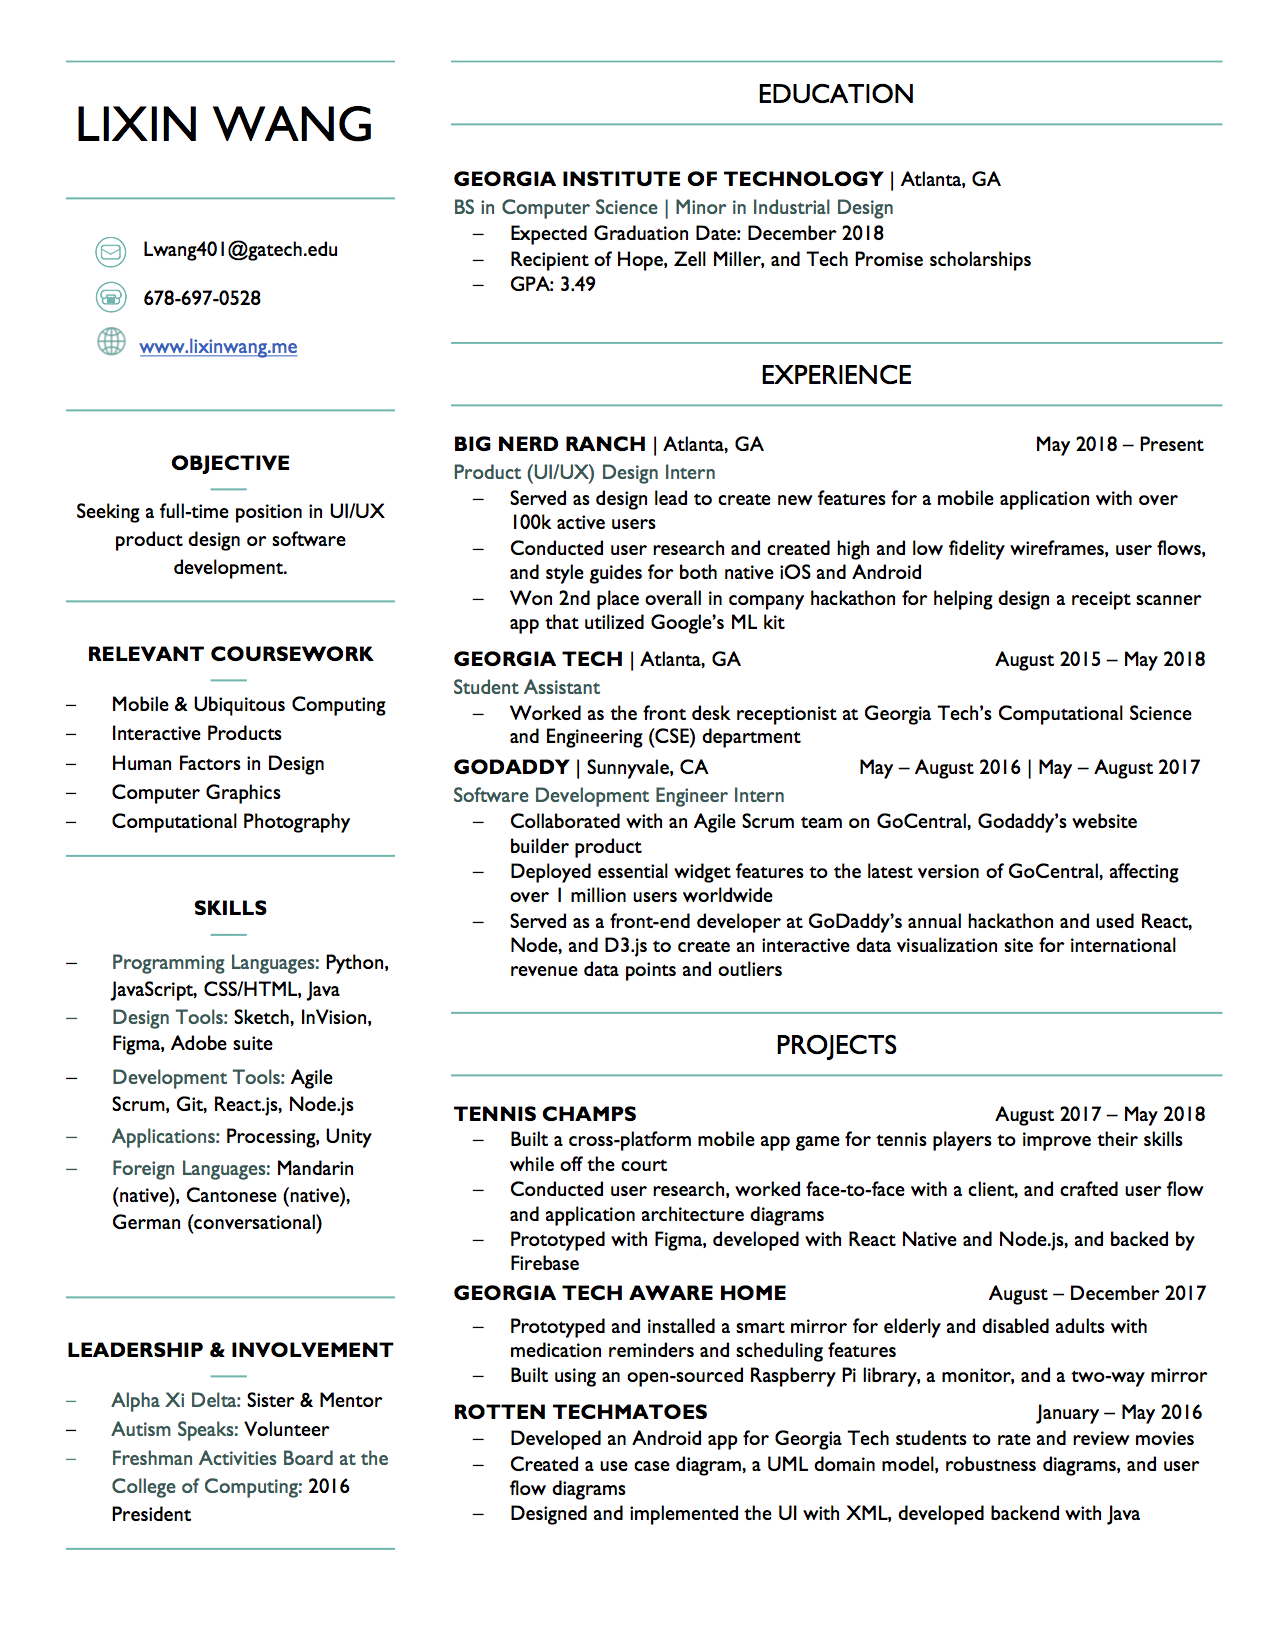 LIXIN WANG
Lwang401@gatech.edu
678-697-0528
www.lixinwang.me
OBJECTIVE
Seeking a full-time position in UI/UX
product design or software
development.
RELEVANT COURSEWORK
– Mobile & Ubiquitous Computing
– Interactive Products
– Human Factors in Design
– Computer Graphics
– Computational Photography
SKILLS
– Programming Languages: Python,
JavaScript, CSS/HTML, Java
– Design Tools: Sketch, InVision,
Figma, Adobe suite
– Development Tools: Agile
Scrum, Git, React.js, Node.js
– Applications: Processing, Unity
– Foreign Languages: Mandarin
(native), Cantonese (native),
German (conversational)
LEADERSHIP & INVOLVEMENT
– Alpha Xi Delta: Sister & Mentor
– Autism Speaks: Volunteer
– Freshman Activities Board at the
College of Computing: 2016
President
EDUCATION
GEORGIA INSTITUTE OF TECHNOLOGY | Atlanta, GA
BS in Computer Science | Minor in Industrial Design
– Expected Graduation Date: December 2018
– Recipient of Hope, Zell Miller, and Tech Promise scholarships
– GPA: 3.49
EXPERIENCE
BIG NERD RANCH | Atlanta, GA May 2018 – Present
Product (UI/UX) Design Intern
– Served as design lead to create new features for a mobile application with over
100k active users
– Conducted user research and created high and low fidelity wireframes, user flows,
and style guides for both native iOS and Android
– Won 2nd place overall in company hackathon for helping design a receipt scanner
app that utilized Google's ML kit
GEORGIA TECH | Atlanta, GA August 2015 – May 2018
Student Assistant
– Worked as the front desk receptionist at Georgia Tech's Computational Science
and Engineering (CSE) department
GODADDY | Sunnyvale, CA May – August 2016 | May – August 2017
Software Development Engineer Intern
– Collaborated with an Agile Scrum team on GoCentral, Godaddy's website
builder product
– Deployed essential widget features to the latest version of GoCentral, affecting
over 1 million users worldwide
– Served as a front-end developer at GoDaddy's annual hackathon and used React,
Node, and D3.js to create an interactive data visualization site for international
revenue data points and outliers
PROJECTS
TENNIS CHAMPS August 2017 – May 2018
– Built a cross-platform mobile app game for tennis players to improve their skills
while off the court
– Conducted user research, worked face-to-face with a client, and crafted user flow
and application architecture diagrams
– Prototyped with Figma, developed with React Native and Node.js, and backed by
Firebase
GEORGIA TECH AWARE HOME August – December 2017
– Prototyped and installed a smart mirror for elderly and disabled adults with
medication reminders and scheduling features
– Built using an open-sourced Raspberry Pi library, a monitor, and a two-way mirror
ROTTEN TECHMATOES January – May 2016
– Developed an Android app for Georgia Tech students to rate and review movies
– Created a use case diagram, a UML domain model, robustness diagrams, and user
flow diagrams
– Designed and implemented the UI with XML, developed backend with Java